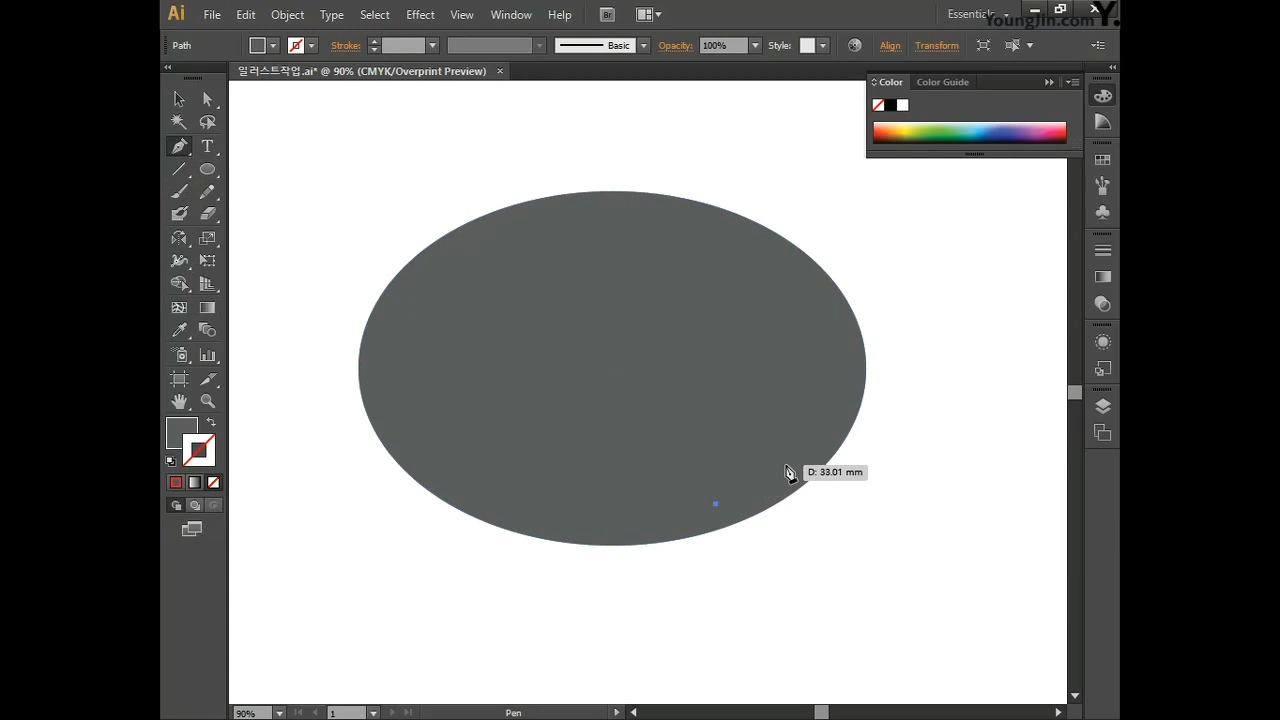 Ai File Edit Object Type Select Effect View Window Help Br Essentials
YoungJin.com Y.
Path Stroke: Basic Opacity: 100% Style: Align Transform
일러스트작업.ai* @ 90% (CMYK/Overprint Preview) ×
Color Color Guide
T
D: 33.01 mm
90% 1 Pen